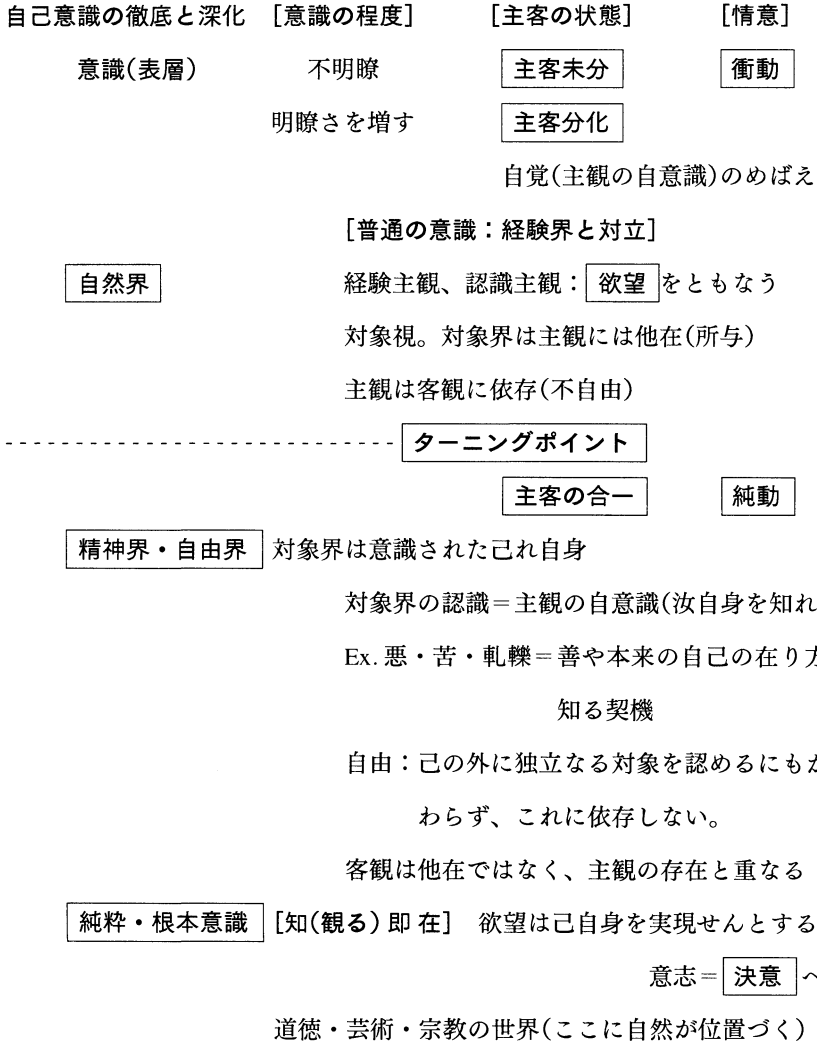 自己意識の徹底と深化 [意識の程度] [主客の状態] [情意]
意識(表層) 不明瞭 主客未分 衝動
明瞭さを増す 主客分化
自覚(主観の自意識)のめばえ
[普通の意識：経験界と対立]
自然界 経験主観、認識主観：欲望をともなう
対象視。対象界は主観には他在(所与)
主観は客観に依存(不自由)
ターニングポイント
主客の合一 純動
精神界・自由界 対象界は意識された己れ自身
対象界の認識＝主観の自意識(汝自身を知れ
Ex. 悪・苦・軋轢＝善や本来の自己の在り方
知る契機
自由：己の外に独立なる対象を認めるにもか
わらず、これに依存しない。
客観は他在ではなく、主観の存在と重なる
純粋・根本意識 [知(観る)即在] 欲望は己自身を実現せんとする
意志＝決意へ
道徳・芸術・宗教の世界(ここに自然が位置づく)